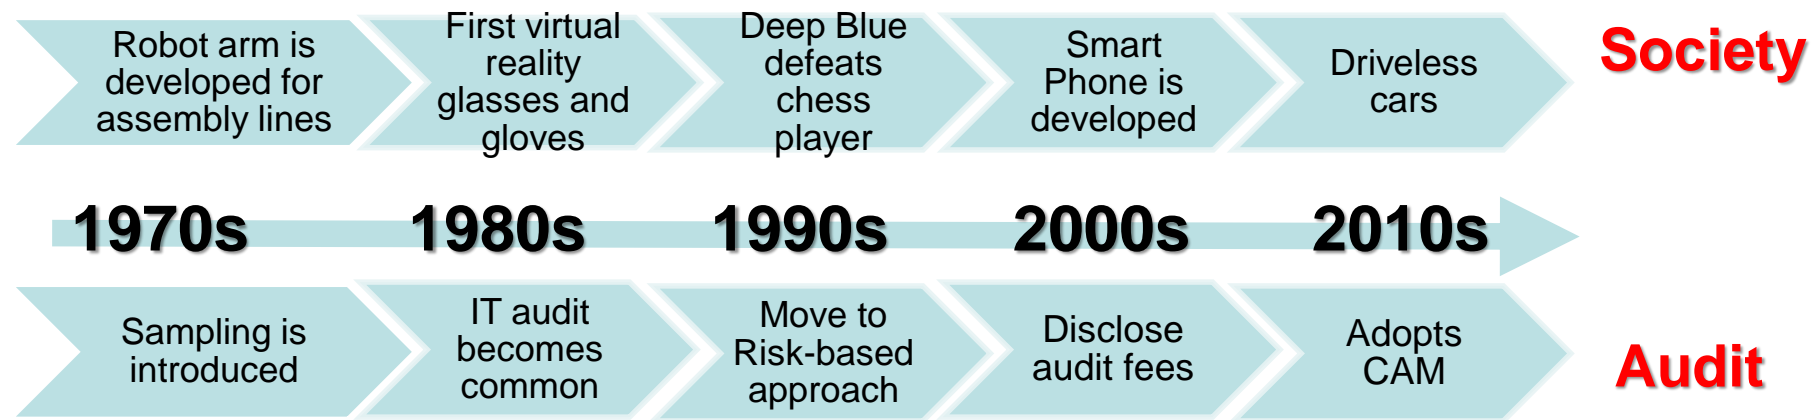 Robot arm is
developed for
assembly lines
First virtual
reality
glasses and
gloves
Deep Blue
defeats
chess
player
Smart
Phone is
developed
Driveless
cars
Society
1970s
1980s
1990s
2000s
2010s
Sampling is
introduced
IT audit
becomes
common
Move to
Risk-based
approach
Disclose
audit fees
Adopts
CAM
Audit